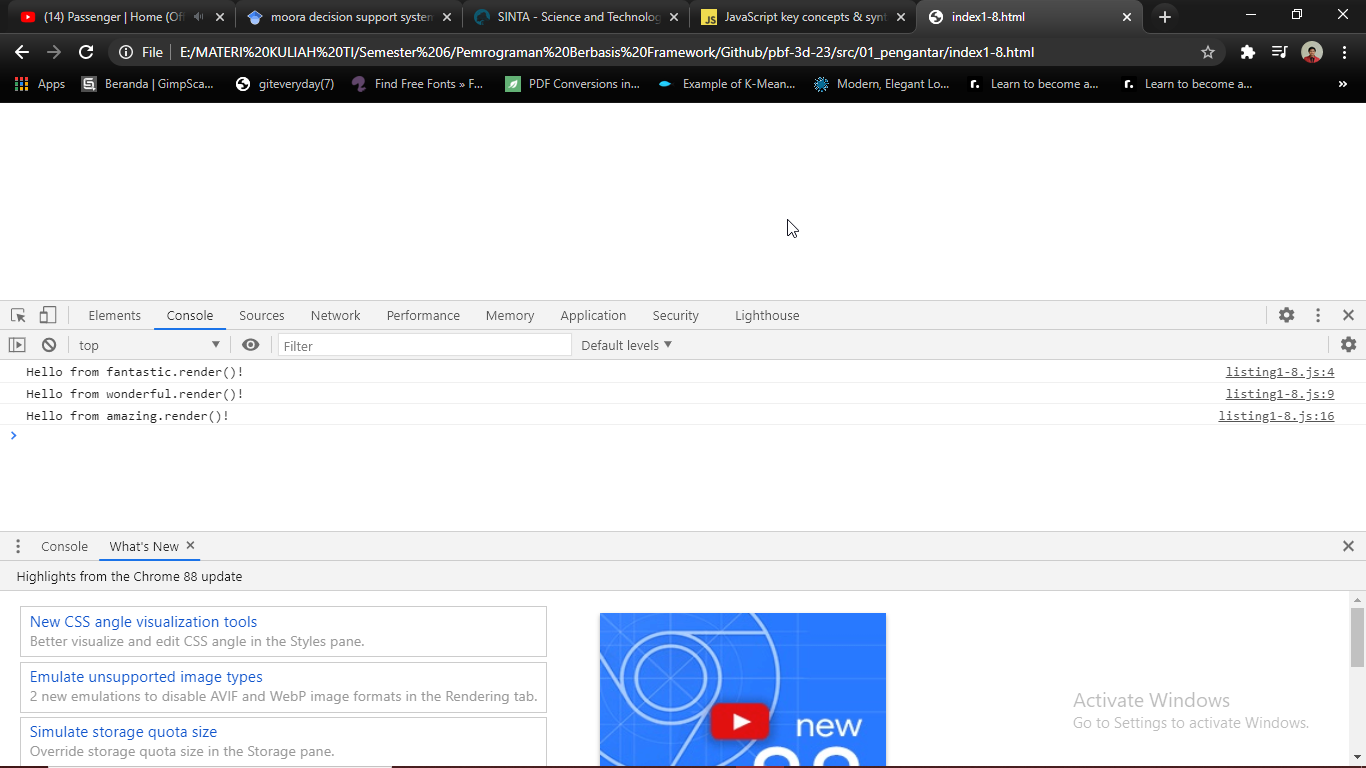 (14) Passenger | Home (Of
moora decision support system
SINTA - Science and Technolog
JavaScript key concepts & synt
index1-8.html
File
E:/MATERI%20KULIAH%20TI/Semester%206/Pemrograman%20Berbasis%20Framework/Github/pbf-3d-23/src/01_pengantar/index1-8.html
Apps
Beranda | GimpSca...
giteveryday(7)
Find Free Fonts » F...
PDF Conversions in...
Example of K-Mean...
Modern, Elegant Lo...
Learn to become a...
Learn to become a...
»
Elements
Console
Sources
Network
Performance
Memory
Application
Security
Lighthouse
top
Filter
Default levels
Hello from fantastic.render()!
listing1-8.js:4
Hello from wonderful.render()!
listing1-8.js:9
Hello from amazing.render()!
listing1-8.js:16
Console
What's New
Highlights from the Chrome 88 update
New CSS angle visualization tools
Better visualize and edit CSS angle in the Styles pane.
Emulate unsupported image types
2 new emulations to disable AVIF and WebP image formats in the Rendering tab.
Simulate storage quota size
Override storage quota size in the Storage pane.
new
88
Activate Windows
Go to Settings to activate Windows.